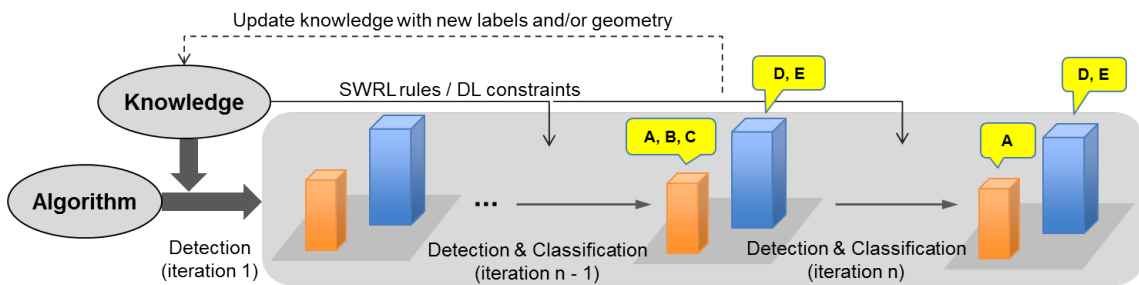 Update knowledge with new labels and/or geometry
D, E
D, E
Knowledge
SWRL rules / DL constraints
A, B, C
A
Algorithm
...
Detection
(iteration 1)
Detection & Classification
(iteration n - 1)
Detection & Classification
(iteration n)